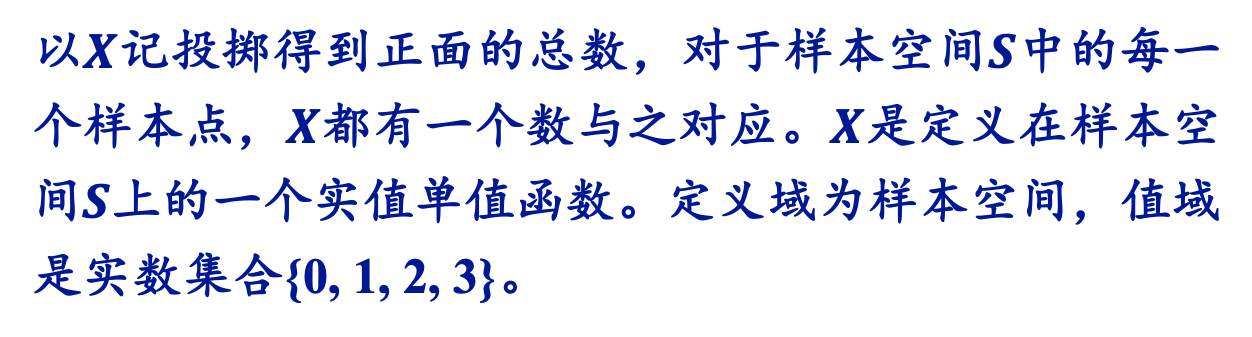 以X记投掷得到正面的总数，对于样本空间S中的每一
个样本点，X都有一个数与之对应。X是定义在样本空
间S上的一个实值单值函数。定义域为样本空间，值域
是实数集合{0, 1, 2, 3}。